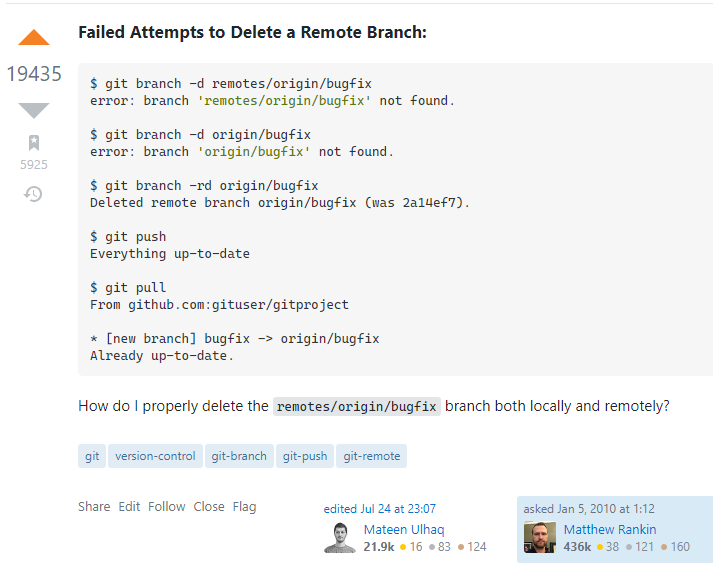 Failed Attempts to Delete a Remote Branch:
19435
5925
$ git branch -d remotes/origin/bugfix
error: branch 'remotes/origin/bugfix' not found.
$ git branch -d origin/bugfix
error: branch 'origin/bugfix' not found.
$ git branch -rd origin/bugfix
Deleted remote branch origin/bugfix (was 2a14ef7).
$ git push
Everything up-to-date
$ git pull
From github.com:gituser/gitproject
* [new branch] bugfix -> origin/bugfix
Already up-to-date.
How do I properly delete the remotes/origin/bugfix branch both locally and remotely?
git version-control git-branch git-push git-remote
Share Edit Follow Close Flag
edited Jul 24 at 23:07
Mateen Ulhaq
21.9k 16 83 124
asked Jan 5, 2010 at 1:12
Matthew Rankin
436k 38 121 160